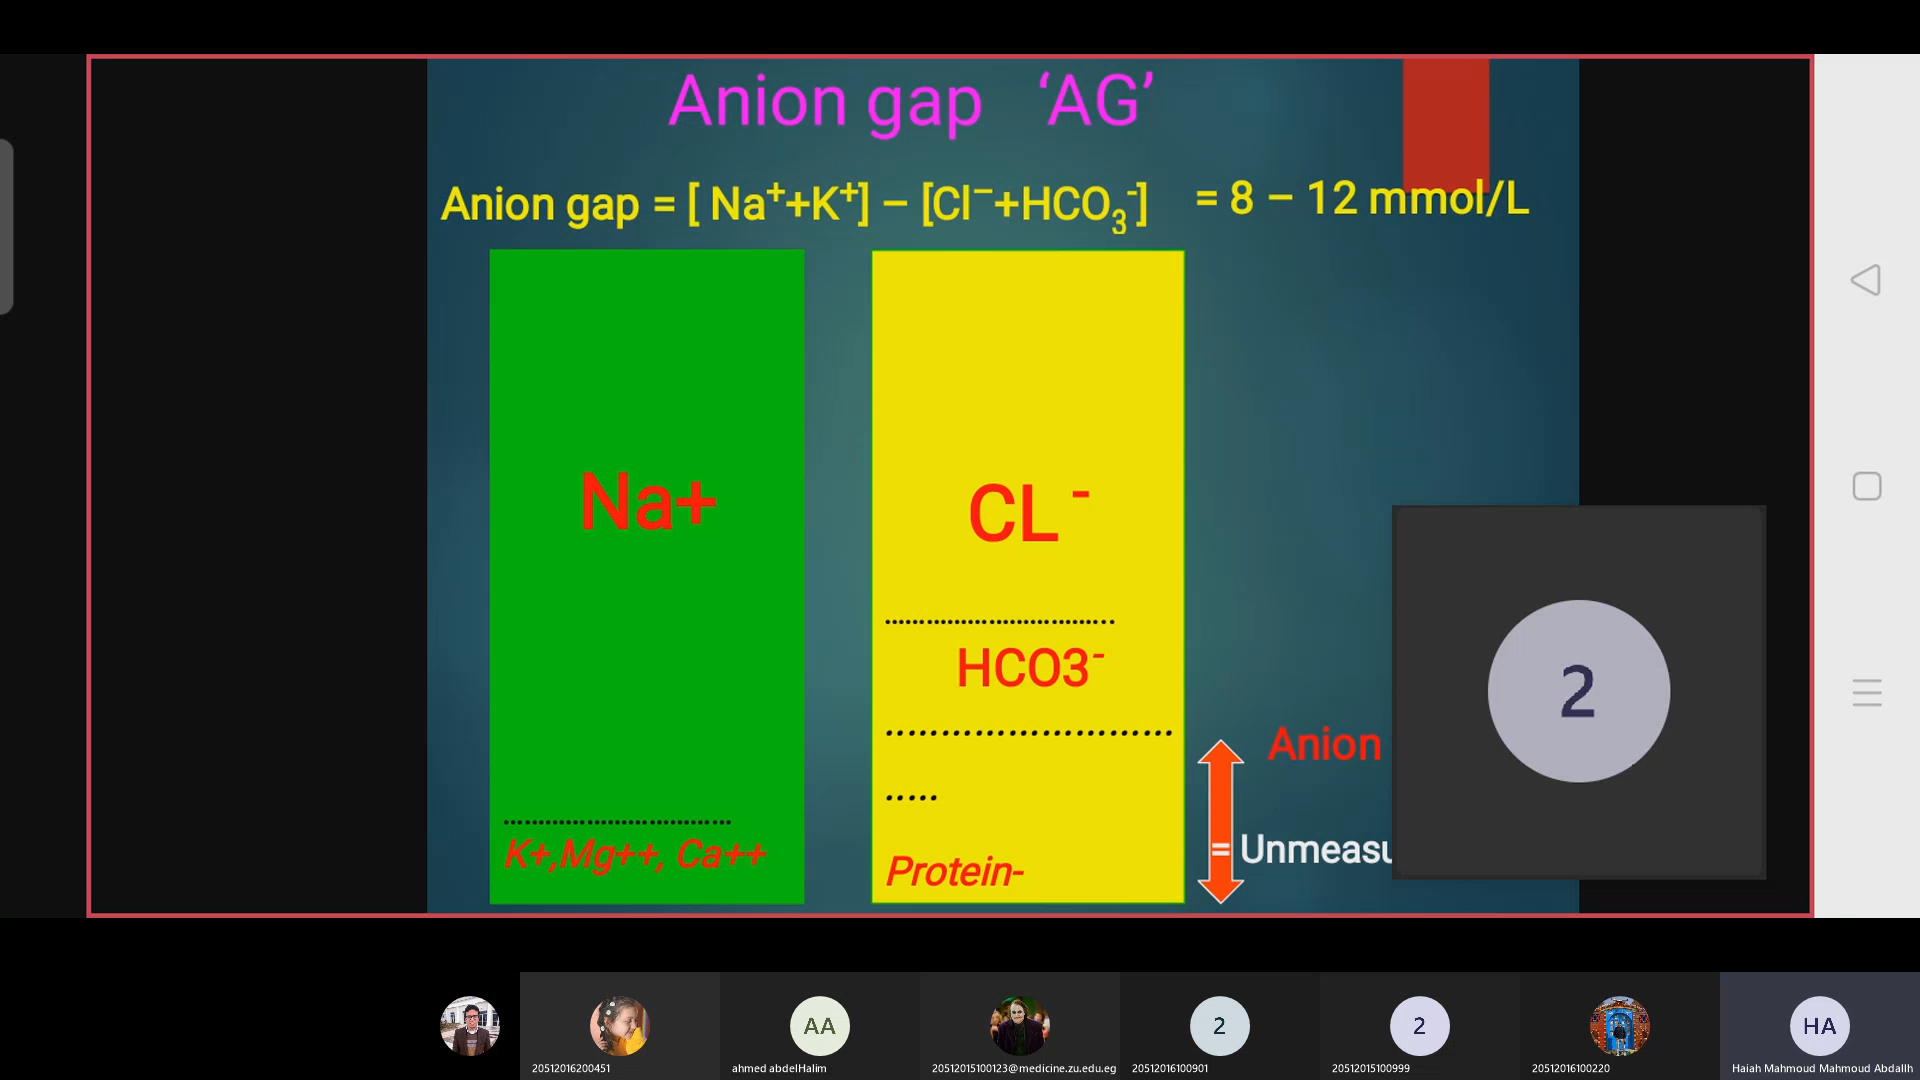 Anion gap ‘AG’
Anion gap = [ Na⁺+K⁺] – [Cl⁻+HCO₃⁻] = 8 – 12 mmol/L
Na+
CL -
HCO3-
Anion
K+,Mg++, Ca++
= Unmeasu
Protein-
2
AA
2
2
HA
20512016200451
ahmed abdelHalim
20512015100123@medicine.zu.edu.eg
20512016100901
20512015100999
20512016100220
Haiah Mahmoud Mahmoud Abdallh